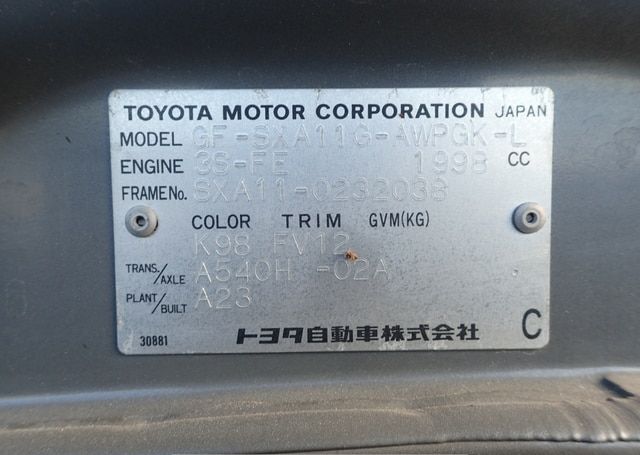 TOYOTA MOTOR CORPORATION JAPAN
MODEL GF-SXA11G-AWPGK-L
ENGINE 3S-FE 1998 CC
FRAME No. SXA11-0232038
COLOR TRIM GVM(KG)
K98 FV12
TRANS./AXLE A540H -02A
PLANT/BUILT A23
30881 トヨタ自動車株式会社 C